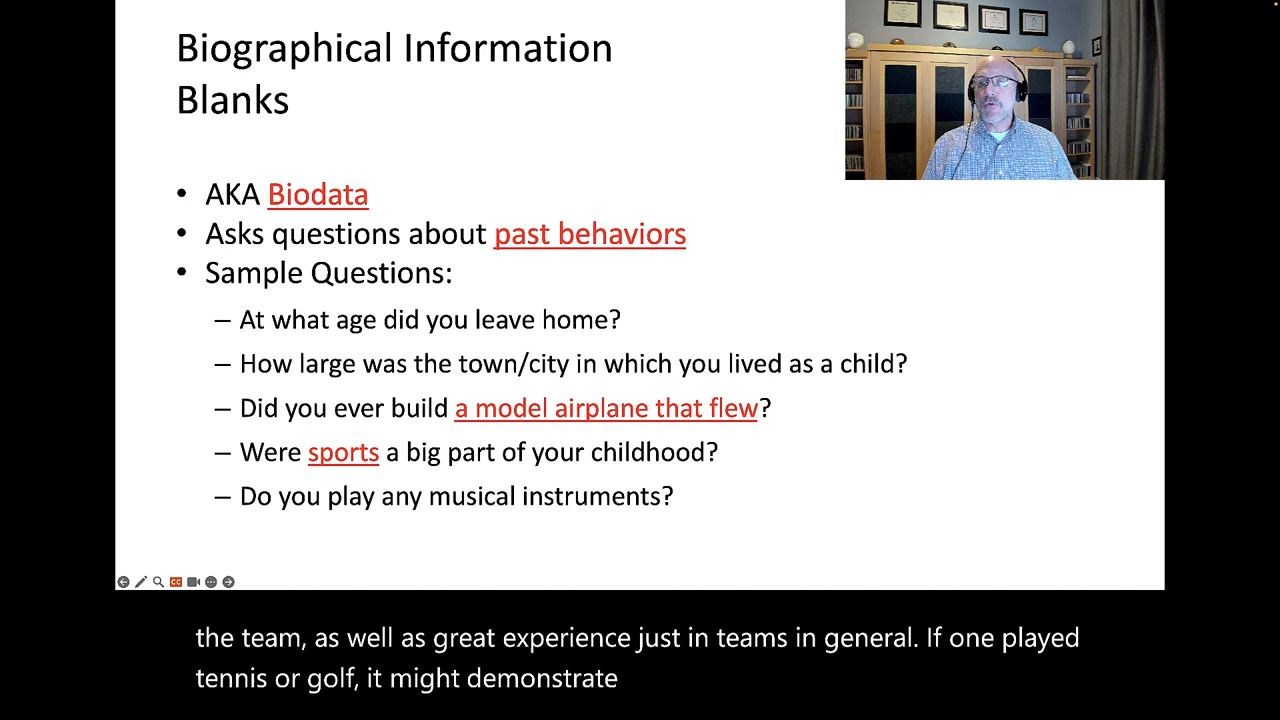 Biographical Information
Blanks
• AKA Biodata
• Asks questions about past behaviors
• Sample Questions:
– At what age did you leave home?
– How large was the town/city in which you lived as a child?
– Did you ever build a model airplane that flew?
– Were sports a big part of your childhood?
– Do you play any musical instruments?
CC
the team, as well as great experience just in teams in general. If one played
tennis or golf, it might demonstrate